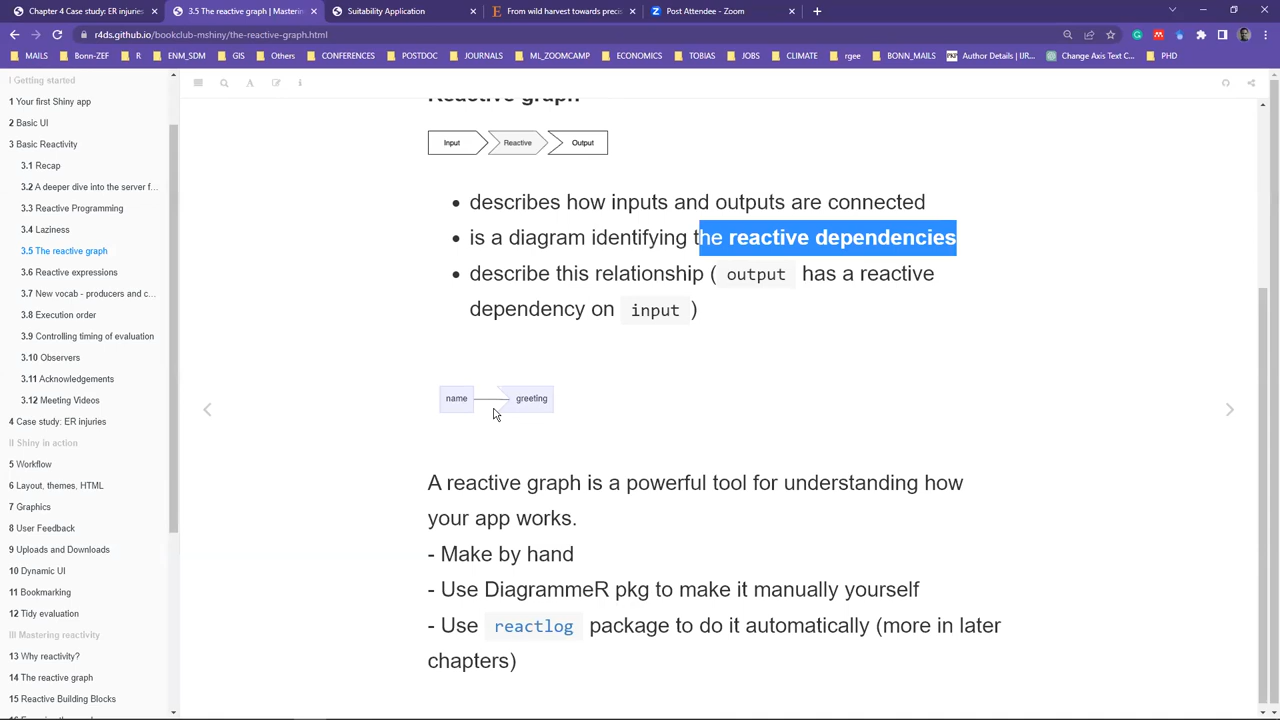 Chapter 4 Case study: ER injuries
3.5 The reactive graph | Mastering
Suitability Application
From wild harvest towards precis
Post Attendee - Zoom
r4ds.github.io/bookclub-mshiny/the-reactive-graph.html
MAILS
Bonn-ZEF
R
ENM_SDM
GIS
Others
CONFERENCES
POSTDOC
JOURNALS
ML_ZOOMCAMP
ECONOMICS
TOBIAS
JOBS
CLIMATE
rgee
BONN_MAILS
Author Details (IJR...
Change Axis Text C...
PHD
I Getting started
1 Your first Shiny app
2 Basic UI
3 Basic Reactivity
3.1 Recap
3.2 A deeper dive into the server f...
3.3 Reactive Programming
3.4 Laziness
3.5 The reactive graph
3.6 Reactive expressions
3.7 New vocab - producers and c...
3.8 Execution order
3.9 Controlling timing of evaluation
3.10 Observers
3.11 Acknowledgements
3.12 Meeting Videos
4 Case study: ER injuries
II Shiny in action
5 Workflow
6 Layout, themes, HTML
7 Graphics
8 User Feedback
9 Uploads and Downloads
10 Dynamic UI
11 Bookmarking
12 Tidy evaluation
III Mastering reactivity
13 Why reactivity?
14 The reactive graph
15 Reactive Building Blocks
Reactive graph
Input
Reactive
Output
• describes how inputs and outputs are connected
• is a diagram identifying the reactive dependencies
• describe this relationship ( output has a reactive
dependency on input )
name
greeting
A reactive graph is a powerful tool for understanding how
your app works.
- Make by hand
- Use DiagrammeR pkg to make it manually yourself
- Use reactlog package to do it automatically (more in later
chapters)